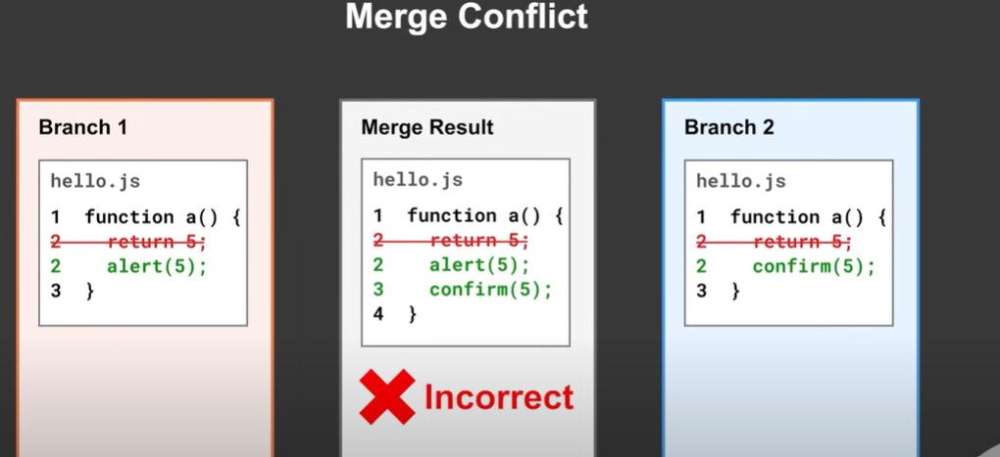 Merge Conflict
Branch 1
hello.js
1 function a() {
2 return 5;
2 alert(5);
3 }
Merge Result
hello.js
1 function a() {
2 return 5;
2 alert(5);
3 confirm(5);
4 }
Incorrect
Branch 2
hello.js
1 function a() {
2 return 5;
2 confirm(5);
3 }